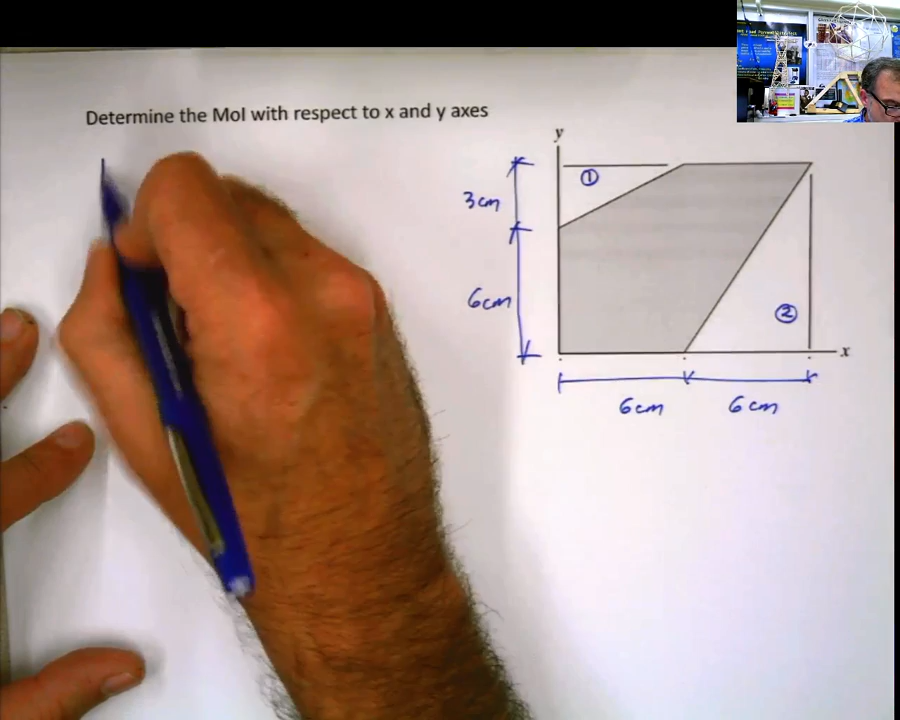 Determine the MoI with respect to x and y axes
y
①
3cm
6cm
②
x
6cm
6cm